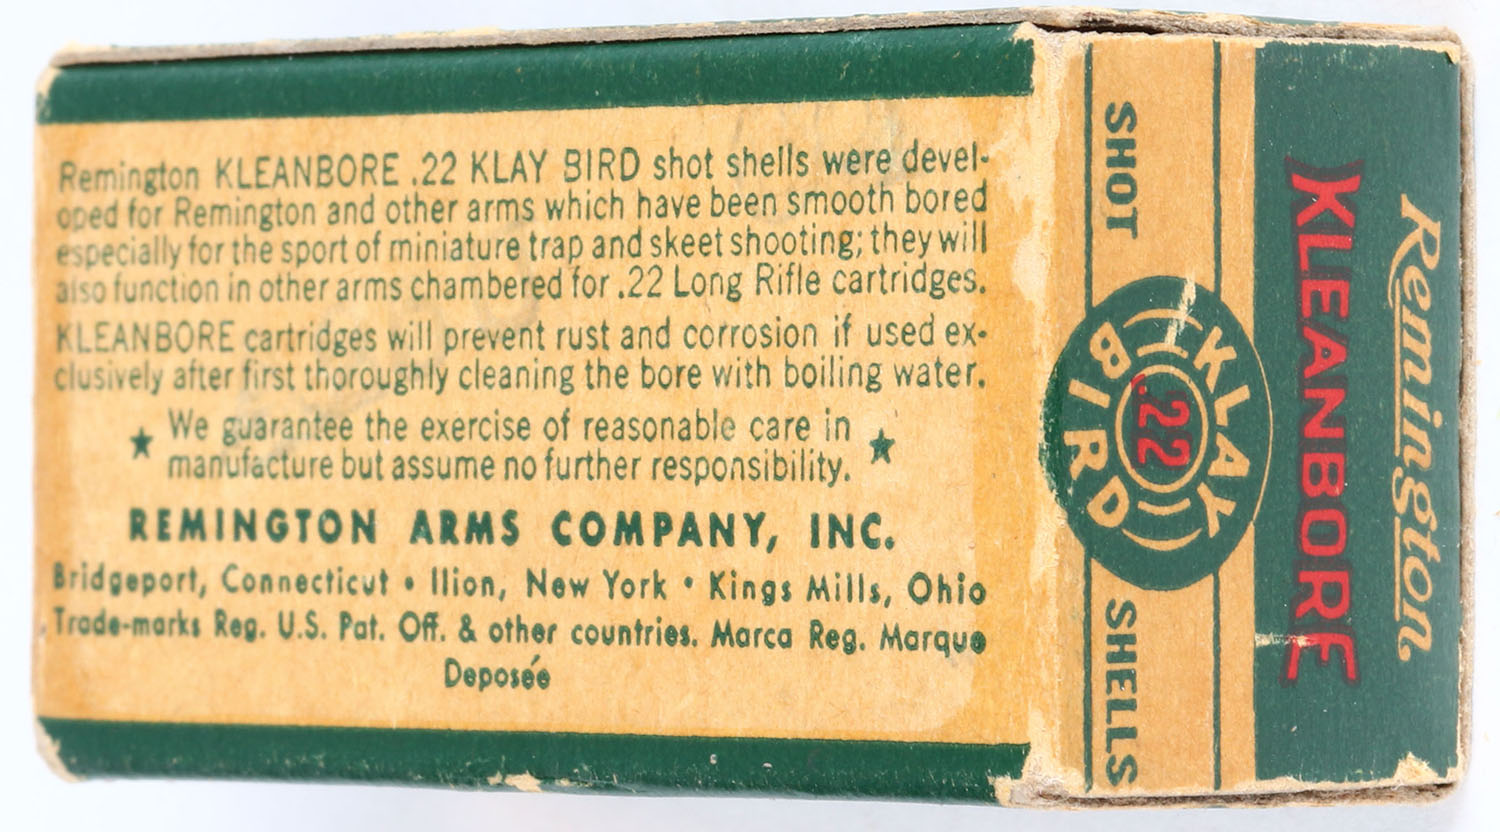 Remington KLEANBORE .22 KLAY BIRD shot shells were devel-
oped for Remington and other arms which have been smooth bored
especially for the sport of miniature trap and skeet shooting; they will
also function in other arms chambered for .22 Long Rifle cartridges.
KLEANBORE cartridges will prevent rust and corrosion if used ex-
clusively after first thoroughly cleaning the bore with boiling water.
★ We guarantee the exercise of reasonable care in ★
manufacture but assume no further responsibility.
REMINGTON ARMS COMPANY, INC.
Bridgeport, Connecticut • Ilion, New York • Kings Mills, Ohio
Trade-marks Reg. U.S. Pat. Off. & other countries. Marca Reg. Marque
Deposée
Remington
KLEANBORE
SHOT
KLAY
.22
BIRD
SHELLS